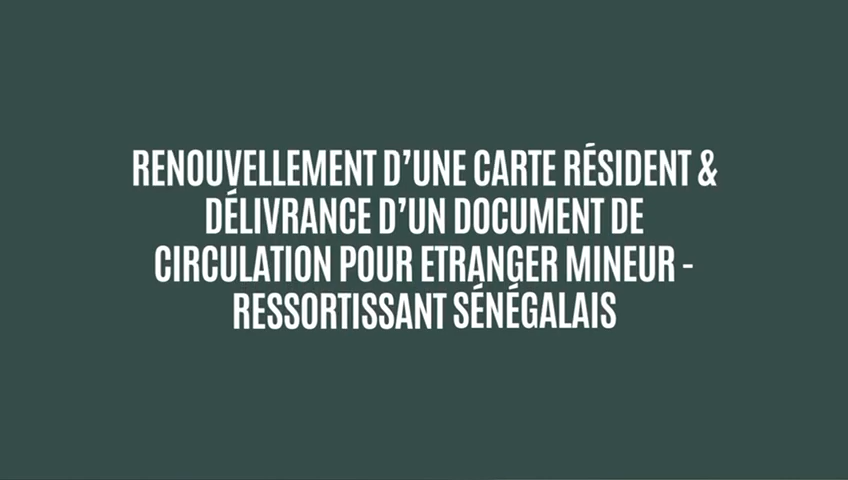 RENOUVELLEMENT D’UNE CARTE RÉSIDENT &
DÉLIVRANCE D’UN DOCUMENT DE
CIRCULATION POUR ETRANGER MINEUR -
RESSORTISSANT SÉNÉGALAIS